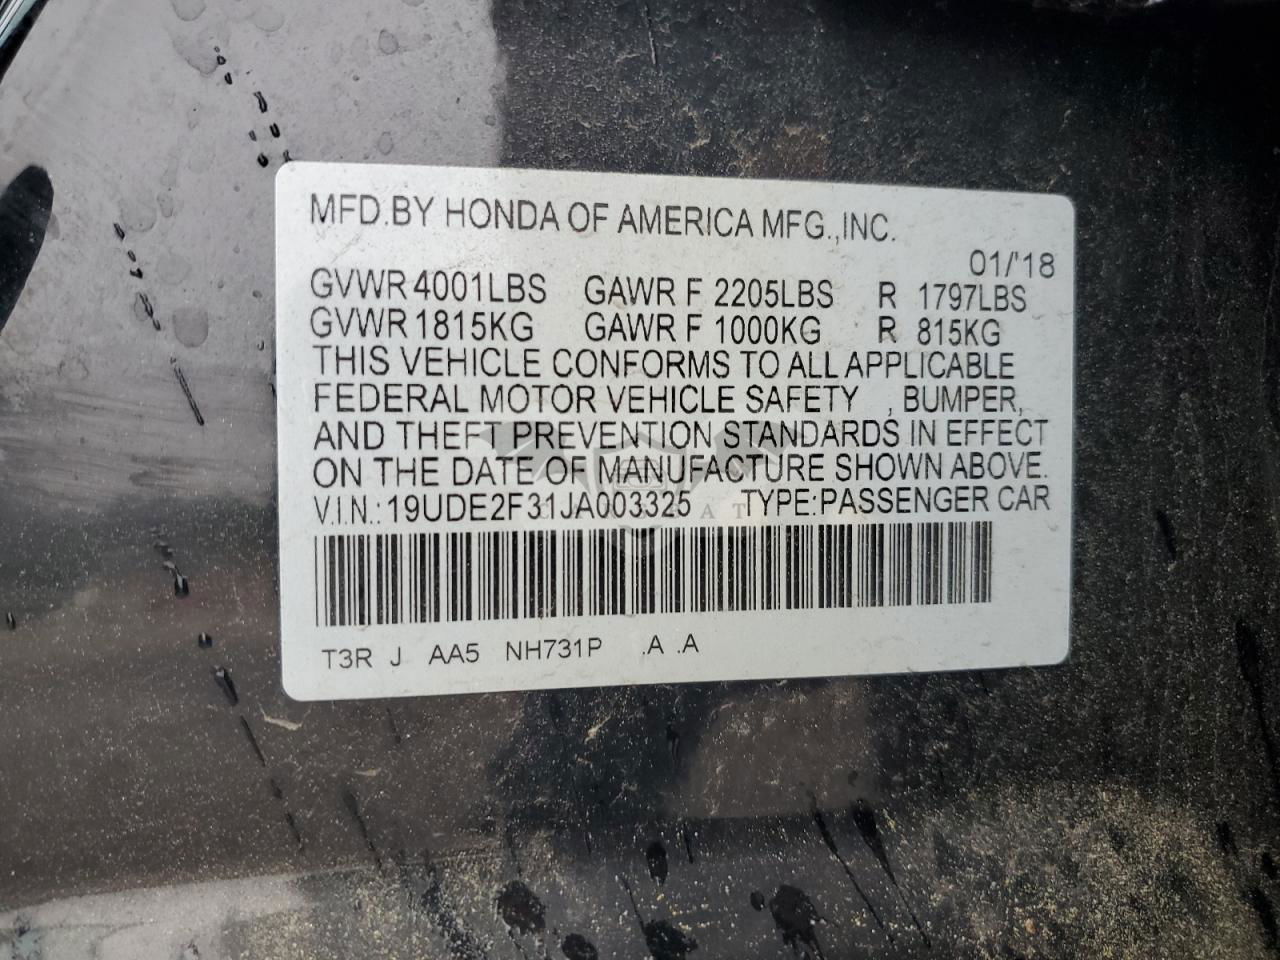 MFD.BY HONDA OF AMERICA MFG.,INC.
01/'18
GVWR 4001LBS GAWR F 2205LBS R 1797LBS
GVWR 1815KG GAWR F 1000KG R 815KG
THIS VEHICLE CONFORMS TO ALL APPLICABLE
FEDERAL MOTOR VEHICLE SAFETY , BUMPER,
AND THEFT PREVENTION STANDARDS IN EFFECT
ON THE DATE OF MANUFACTURE SHOWN ABOVE.
V.I.N.: 19UDE2F31JA003325 TYPE:PASSENGER CAR
T3R J AA5 NH731P .A .A